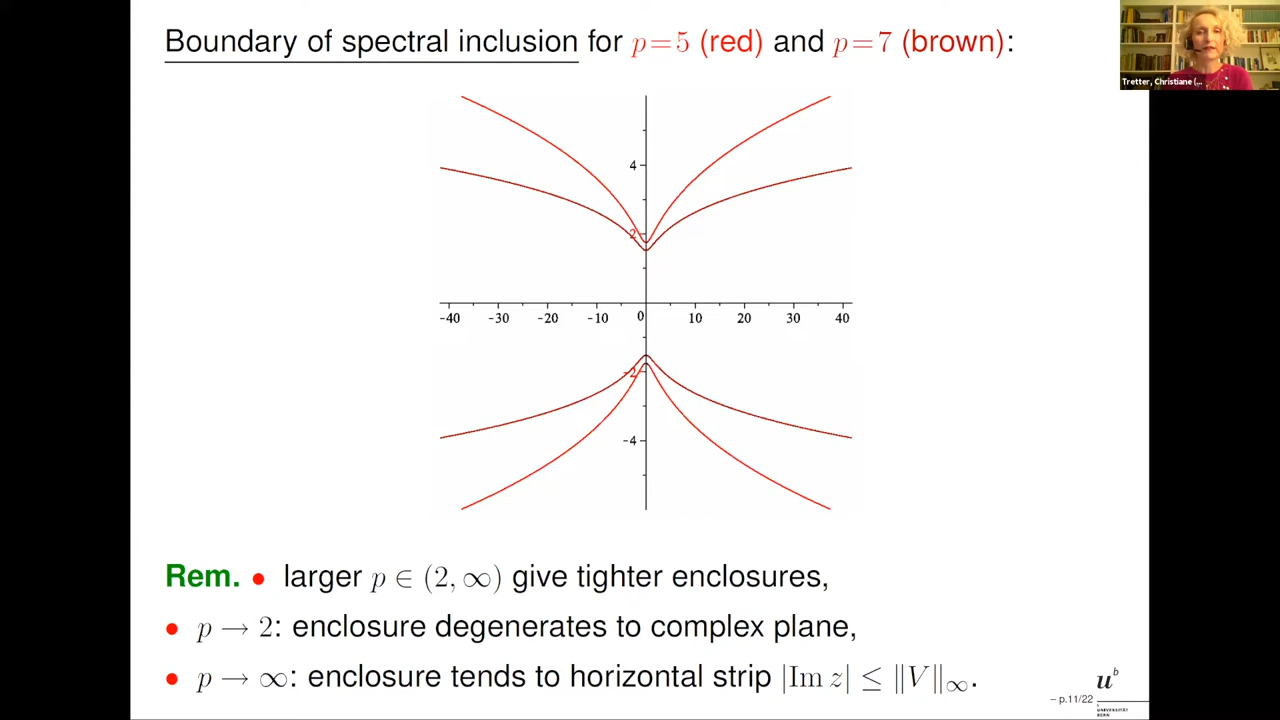 Boundary of spectral inclusion for p=5 (red) and p=7 (brown):
Tretter, Christiane (...
4
2
-40 -30 -20 -10 0 10 20 30 40
-2
-4
Rem. • larger p ∈ (2, ∞) give tighter enclosures,
• p → 2: enclosure degenerates to complex plane,
• p → ∞: enclosure tends to horizontal strip |Im z| ≤ ‖V‖∞.
– p.11/22
u^b
b
UNIVERSITÄT
BERN